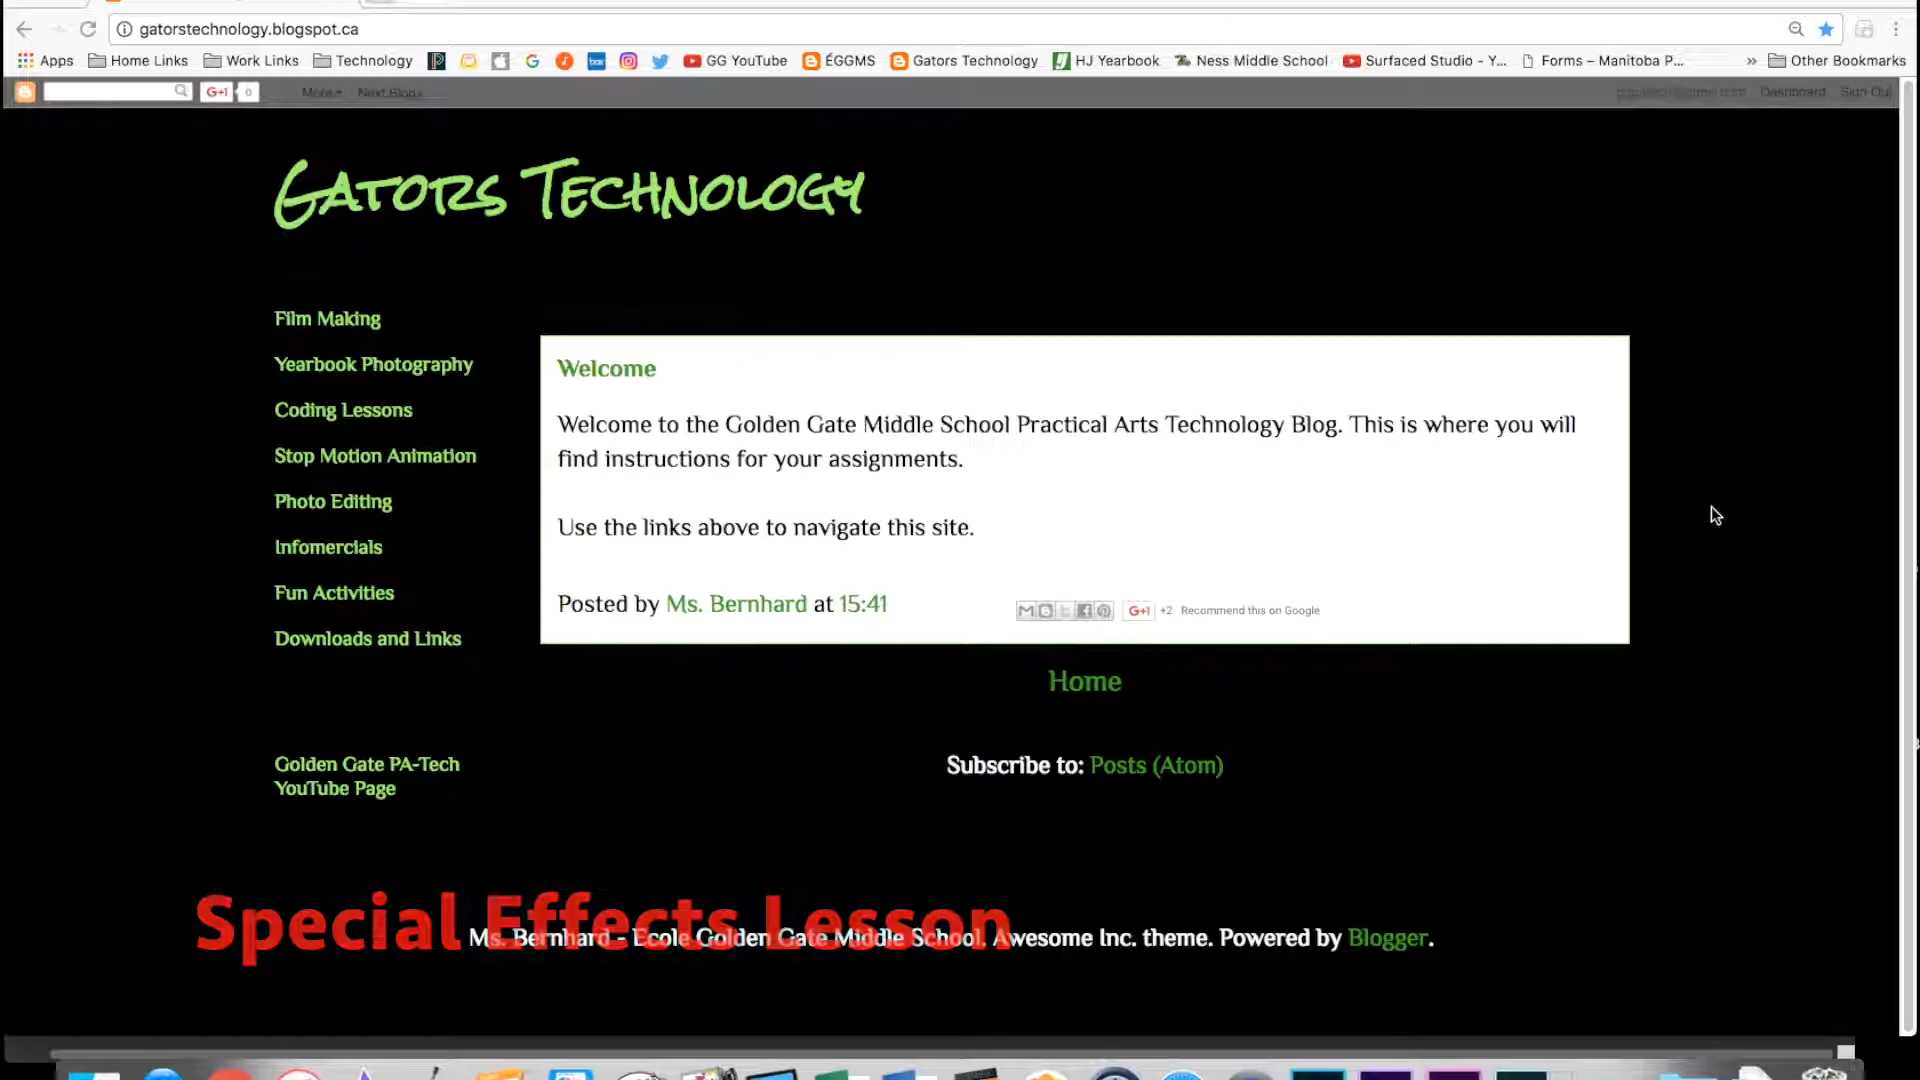 gatorstechnology.blogspot.ca
Apps Home Links Work Links Technology GG YouTube ÉGGMS Gators Technology HJ Yearbook Ness Middle School Surfaced Studio - Y... Forms – Manitoba P... » Other Bookmarks
G+1 0 More Next Blog» Dashboard Sign Out
Gators Technology
Film Making
Yearbook Photography
Coding Lessons
Stop Motion Animation
Photo Editing
Infomercials
Fun Activities
Downloads and Links
Golden Gate PA-Tech
YouTube Page
Welcome
Welcome to the Golden Gate Middle School Practical Arts Technology Blog. This is where you will
find instructions for your assignments.
Use the links above to navigate this site.
Posted by Ms. Bernhard at 15:41
G+1 +2 Recommend this on Google
Home
Subscribe to: Posts (Atom)
Special Effects Lesson
Ms. Bernhard - Ecole Golden Gate Middle School. Awesome Inc. theme. Powered by Blogger.